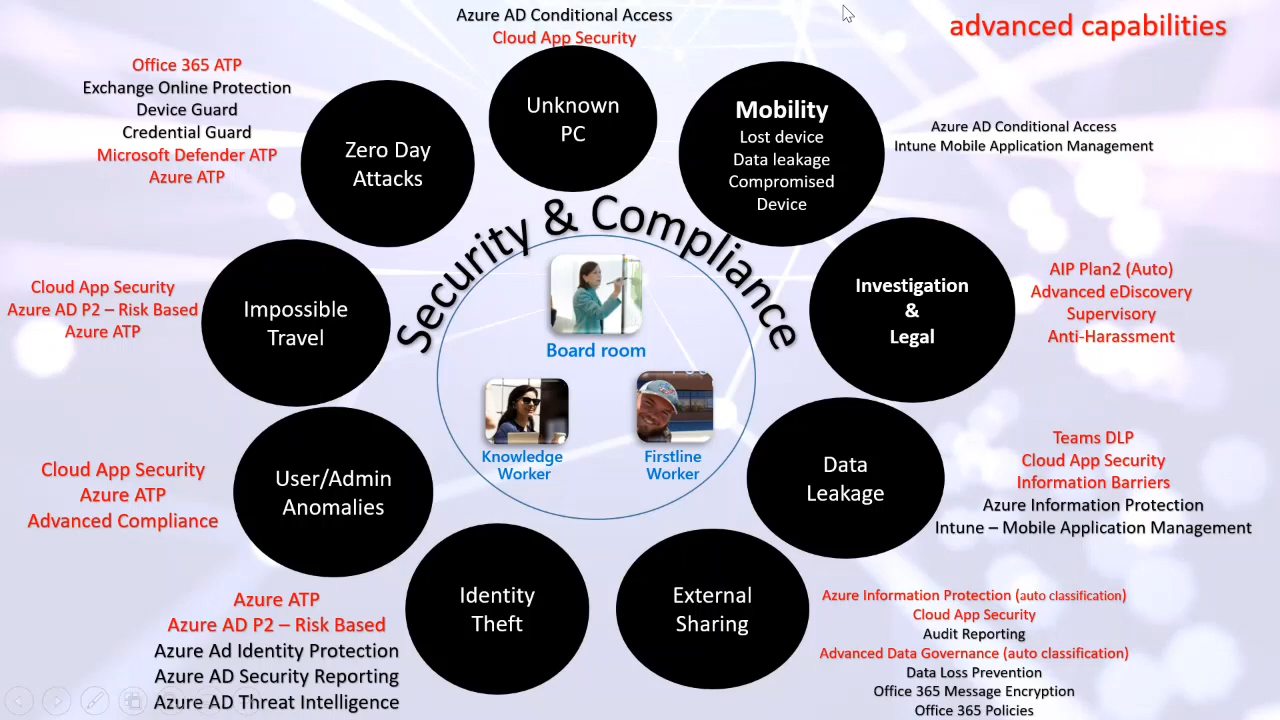 advanced capabilities
Azure AD Conditional Access
Cloud App Security
Unknown
PC
Office 365 ATP
Exchange Online Protection
Device Guard
Credential Guard
Microsoft Defender ATP
Azure ATP
Zero Day
Attacks
Mobility
Lost device
Data leakage
Compromised
Device
Azure AD Conditional Access
Intune Mobile Application Management
Security & Compliance
Cloud App Security
Azure AD P2 – Risk Based
Azure ATP
Impossible
Travel
Board room
Knowledge
Worker
Firstline
Worker
Investigation
&
Legal
AIP Plan2 (Auto)
Advanced eDiscovery
Supervisory
Anti-Harassment
Cloud App Security
Azure ATP
Advanced Compliance
User/Admin
Anomalies
Data
Leakage
Teams DLP
Cloud App Security
Information Barriers
Azure Information Protection
Intune – Mobile Application Management
Azure ATP
Azure AD P2 – Risk Based
Azure Ad Identity Protection
Azure AD Security Reporting
Azure AD Threat Intelligence
Identity
Theft
External
Sharing
Azure Information Protection (auto classification)
Cloud App Security
Audit Reporting
Advanced Data Governance (auto classification)
Data Loss Prevention
Office 365 Message Encryption
Office 365 Policies